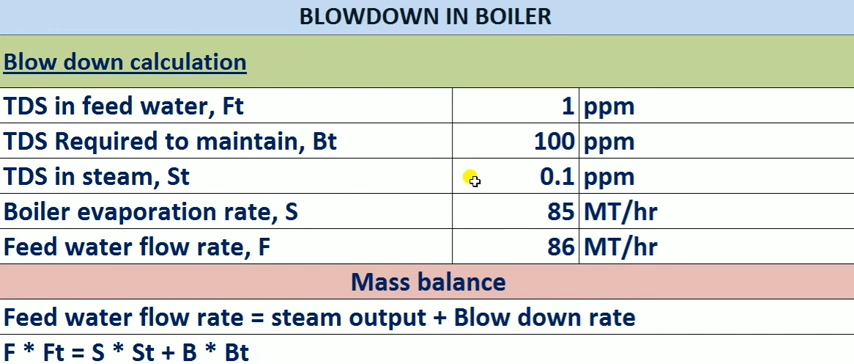 BLOWDOWN IN BOILER
Blow down calculation
TDS in feed water, Ft 1 ppm
TDS Required to maintain, Bt 100 ppm
TDS in steam, St 0.1 ppm
Boiler evaporation rate, S 85 MT/hr
Feed water flow rate, F 86 MT/hr
Mass balance
Feed water flow rate = steam output + Blow down rate
F * Ft = S * St + B * Bt